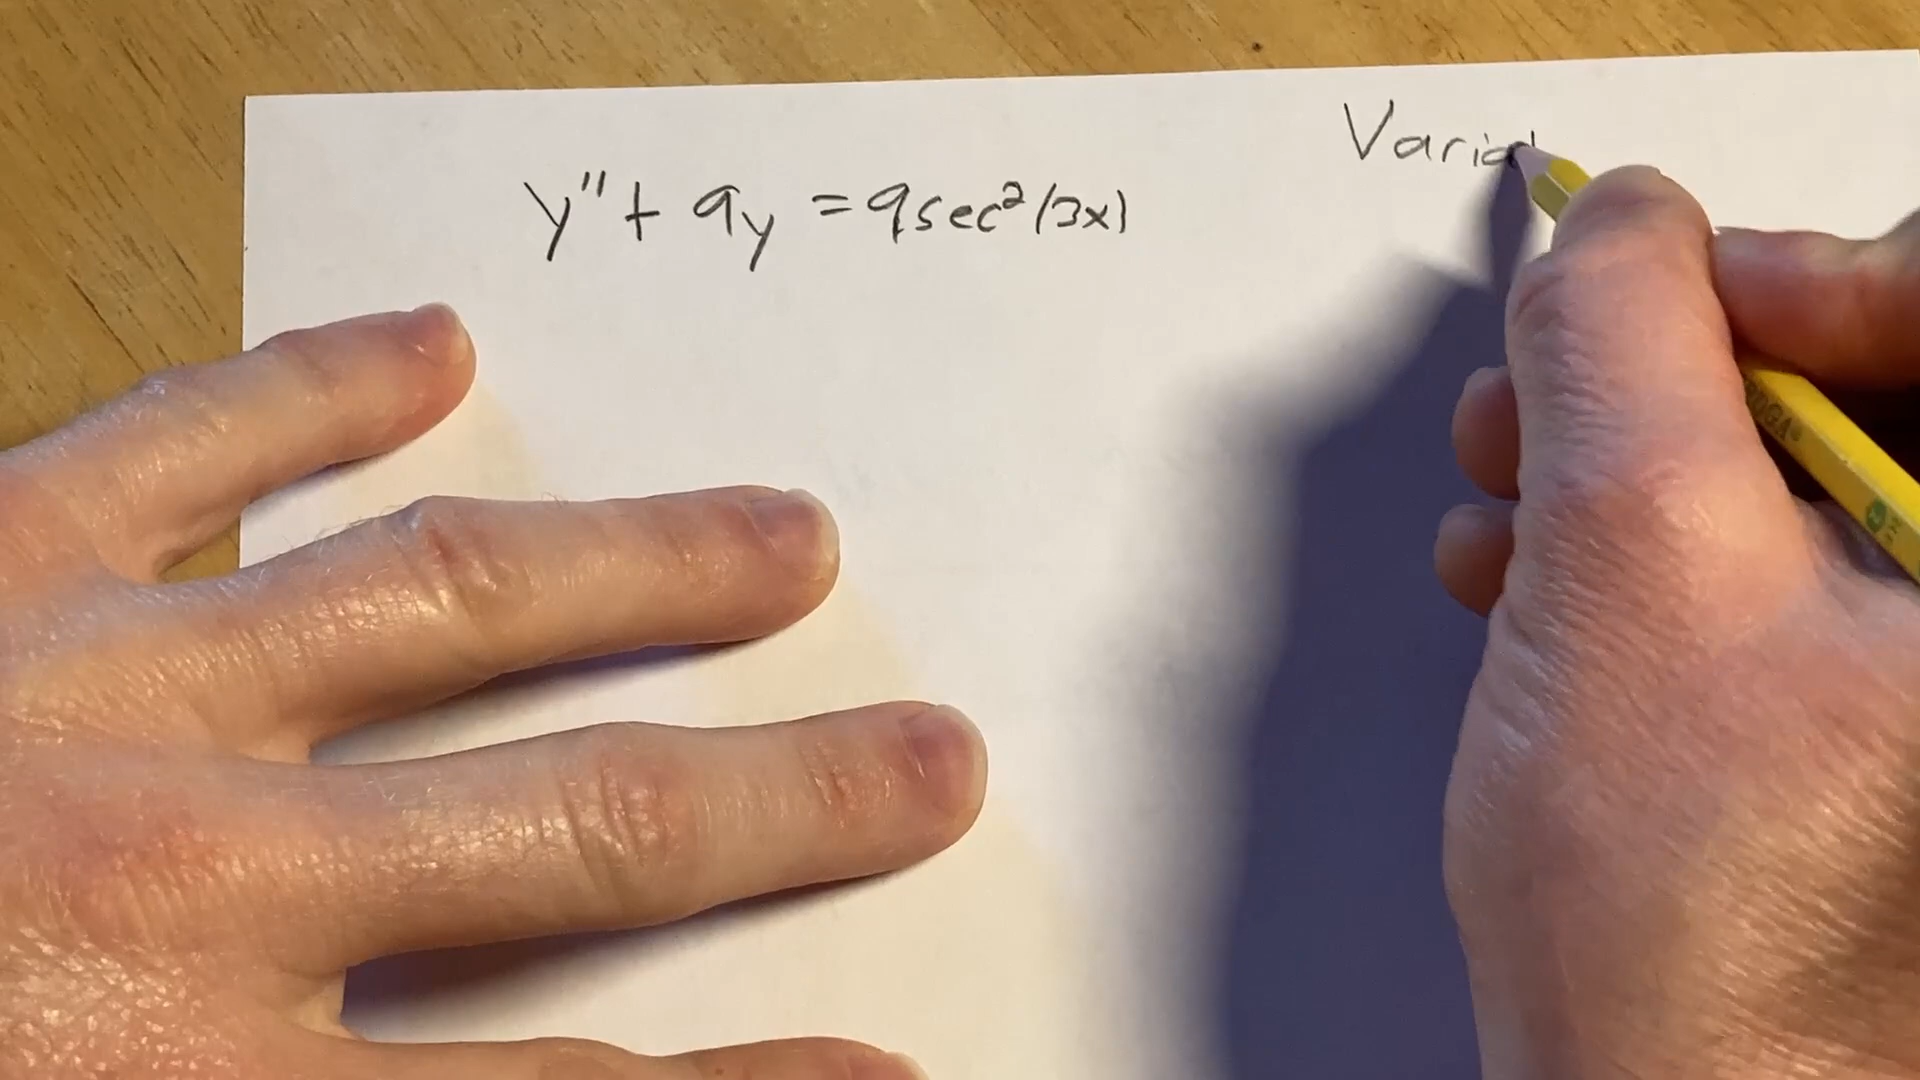 Varia
y'' + 9y = 9sec²(3x)